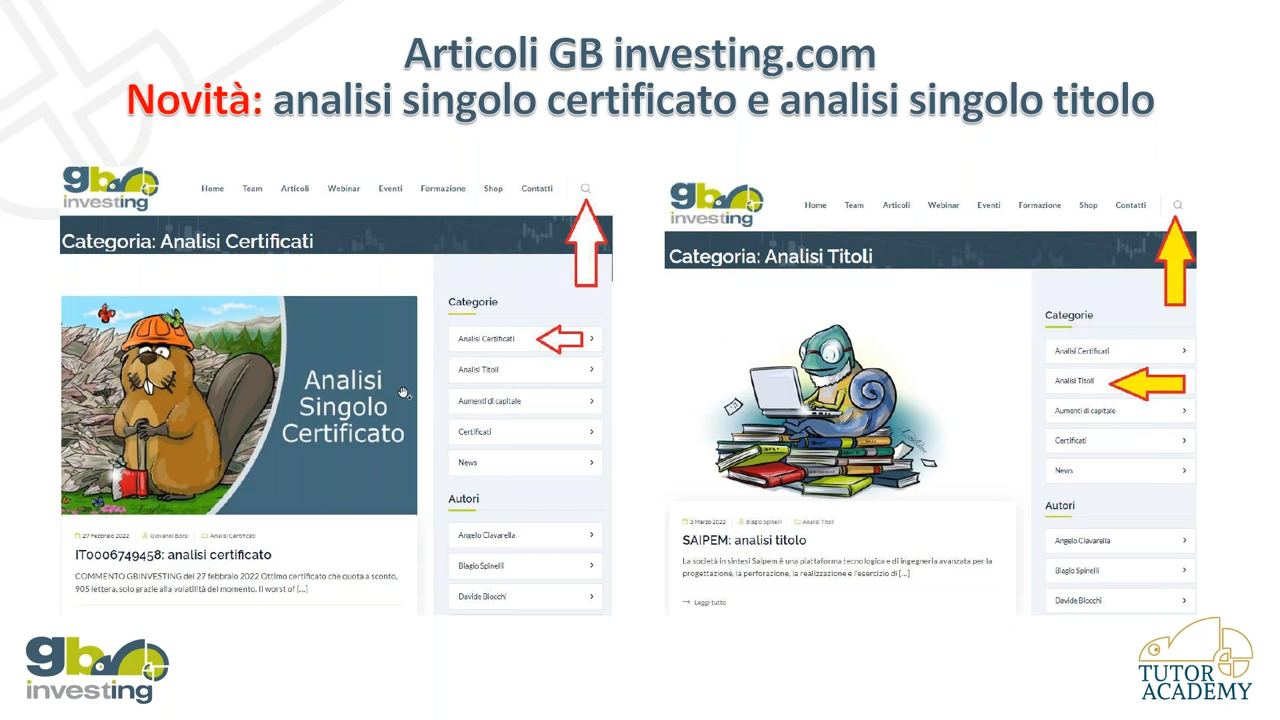 Articoli GB investing.com
Novità: analisi singolo certificato e analisi singolo titolo
gb investing
Home Team Articoli Webinar Eventi Formazione Shop Contatti
Categoria: Analisi Certificati
Analisi
Singolo
Certificato
27 Febbraio 2022 Giovanni Borsi Analisi Certificati
IT0006749458: analisi certificato
COMMENTO GBINVESTING del 27 febbraio 2022 Ottimo certificato che quota a sconto,
905 lettera, solo grazie alla volatilità del momento. Il worst of [...]
Categorie
Analisi Certificati
Analisi Titoli
Aumenti di capitale
Certificati
News
Autori
Angelo Ciavarella
Biagio Spinelli
Davide Biocchi
gb investing
Home Team Articoli Webinar Eventi Formazione Shop Contatti
Categoria: Analisi Titoli
3 Marzo 2022 Biagio Spinelli Analisi Titoli
SAIPEM: analisi titolo
La società in sintesi Saipem è una piattaforma tecnologica e di ingegneria avanzata per la
progettazione, la perforazione, la realizzazione e l'esercizio di [...]
Leggi tutto
Categorie
Analisi Certificati
Analisi Titoli
Aumenti di capitale
Certificati
News
Autori
Angelo Ciavarella
Biagio Spinelli
Davide Biocchi
gb investing
TUTOR
ACADEMY